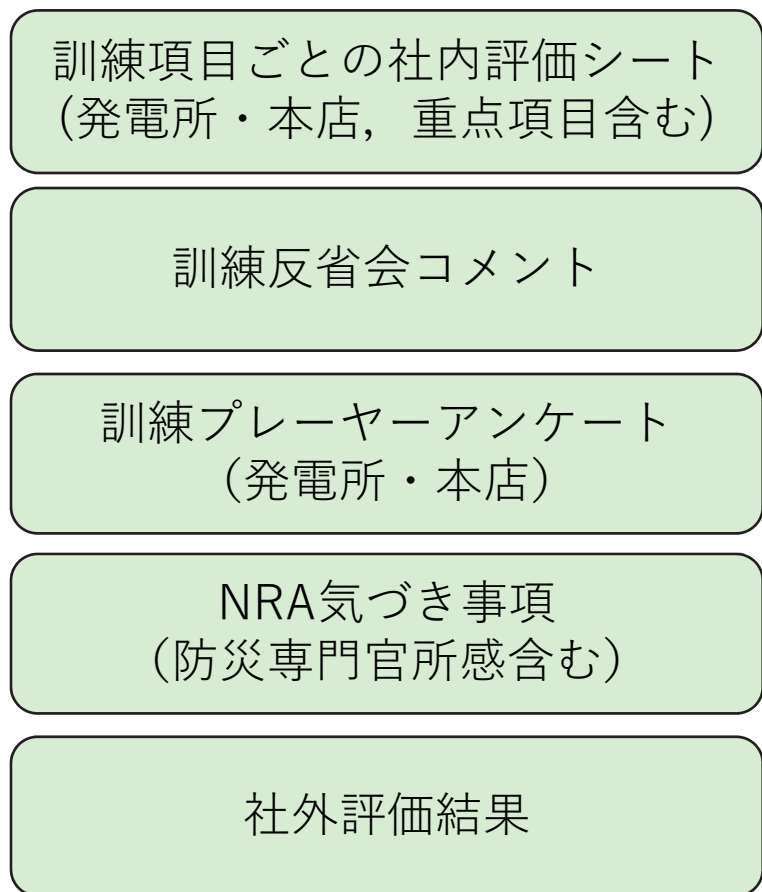 訓練項目ごとの社内評価シート
（発電所・本店，重点項目含む）
訓練反省会コメント
訓練プレーヤーアンケート
（発電所・本店）
NRA気づき事項
（防災専門官所感含む）
社外評価結果